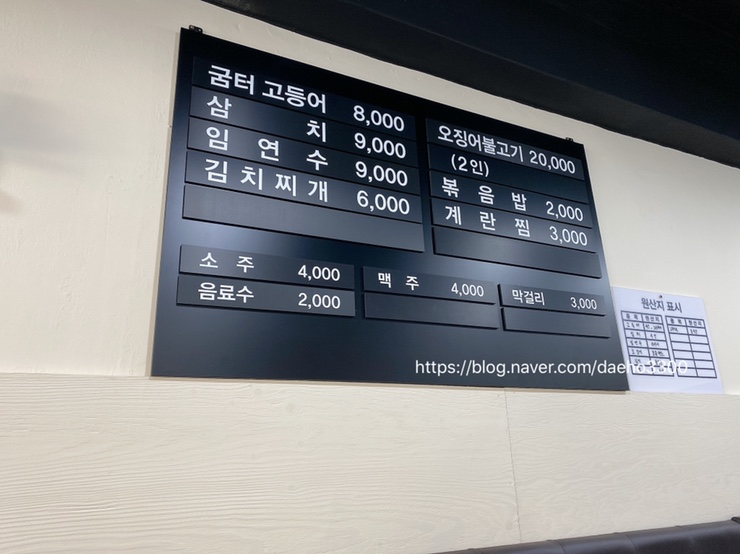 굼터 고등어 8,000
삼 치 9,000
임 연 수 9,000
김 치 찌 개 6,000
오징어불고기 20,000
(2인)
볶 음 밥 2,000
계 란 찜 3,000
소 주 4,000
음료수 2,000
맥 주 4,000
막걸리 3,000
원산지 표시
https://blog.naver.com/daeho3300